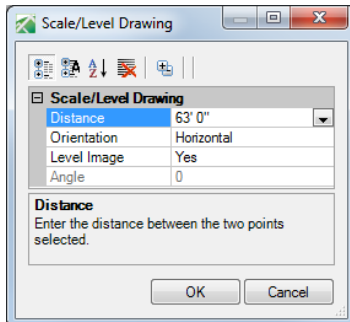 Scale/Level Drawing
Scale/Level Drawing
Distance 63' 0"
Orientation Horizontal
Level Image Yes
Angle 0
Distance
Enter the distance between the two points
selected.
OK Cancel